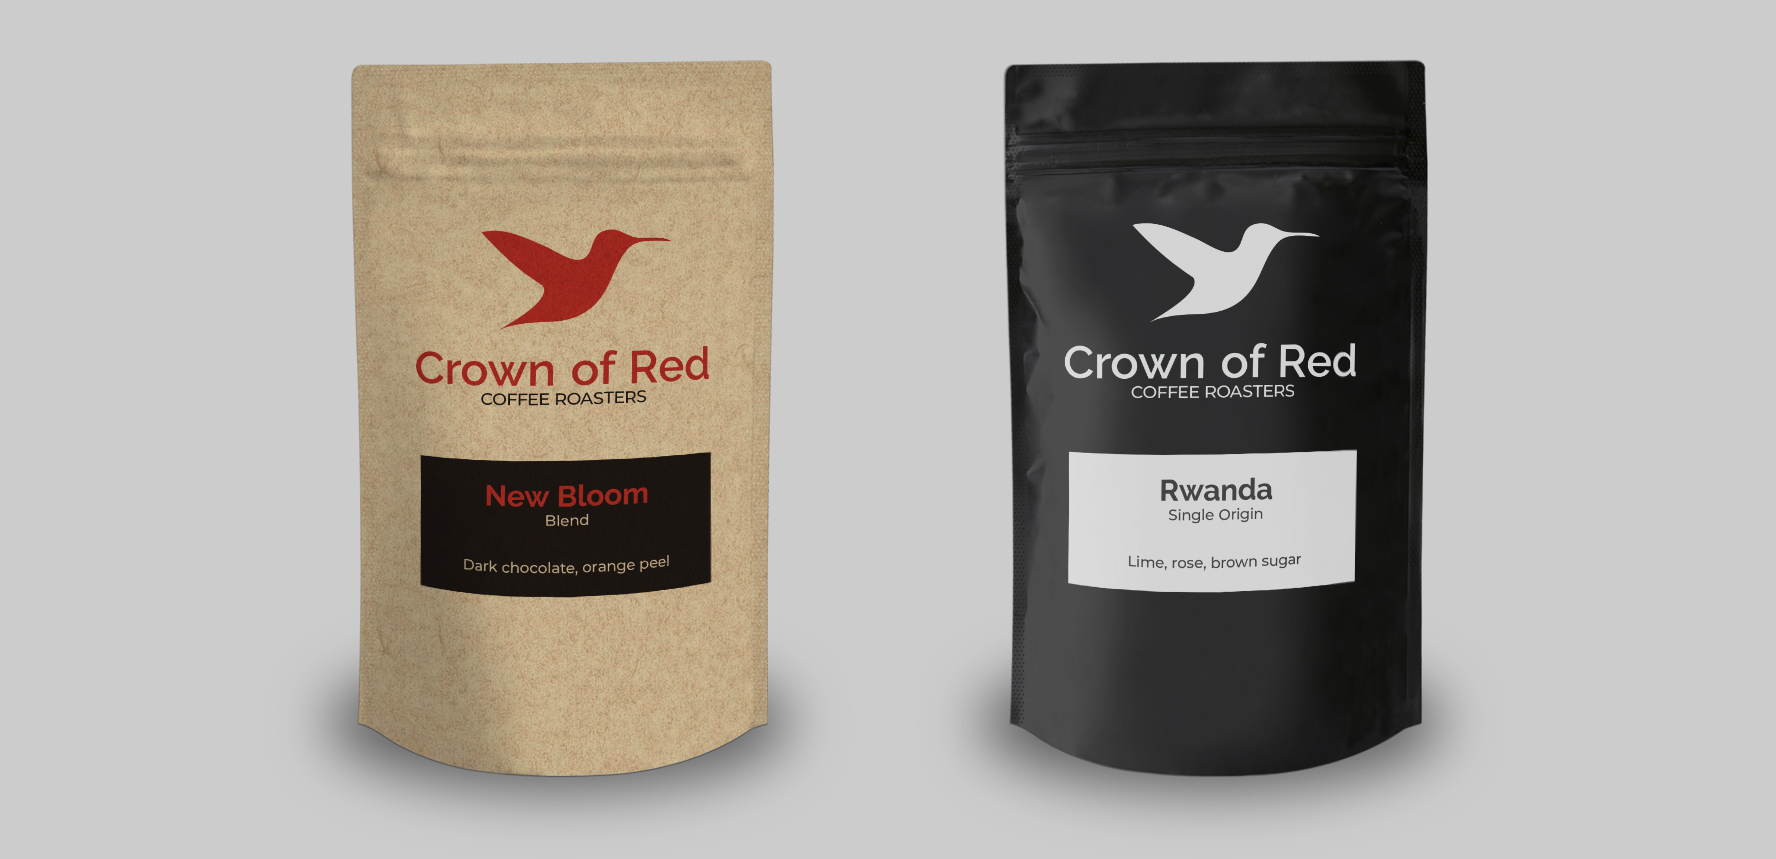 Crown of Red
COFFEE ROASTERS
New Bloom
Blend
Dark chocolate, orange peel
Crown of Red
COFFEE ROASTERS
Rwanda
Single Origin
Lime, rose, brown sugar